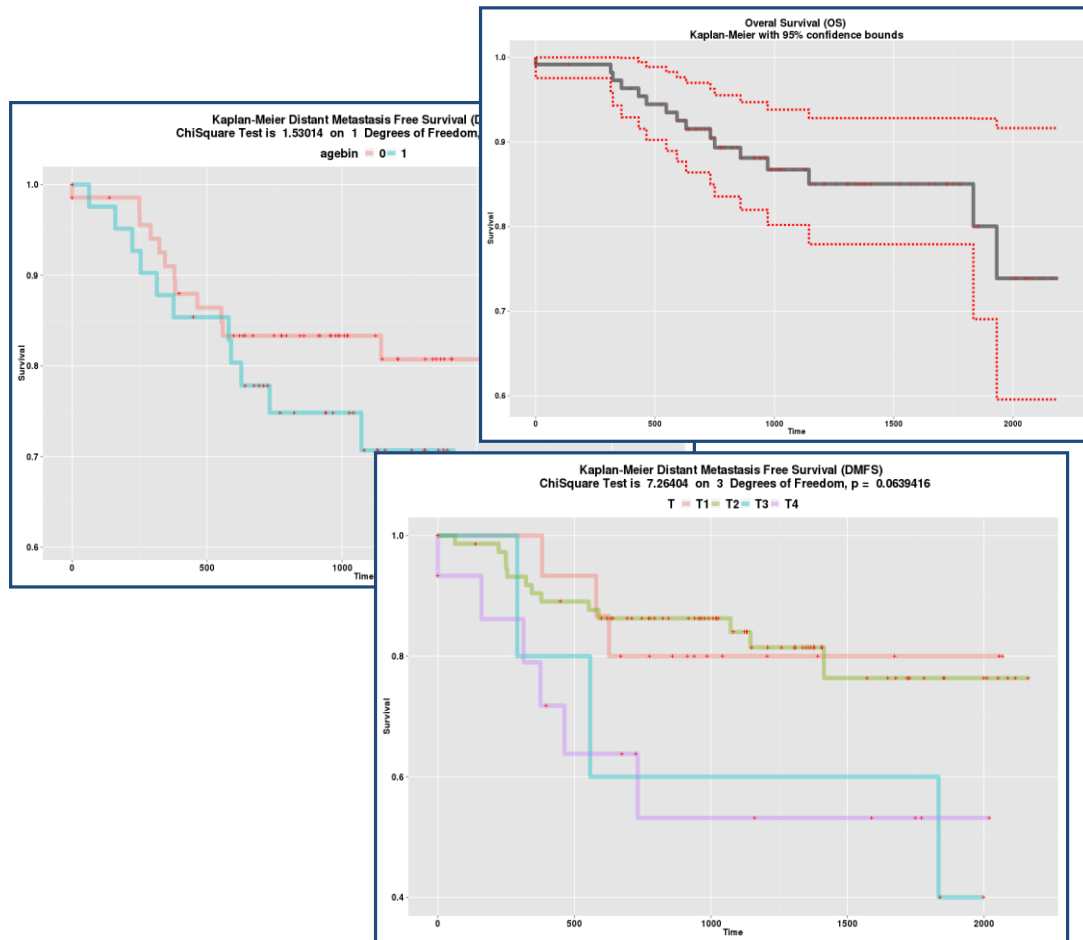 Overal Survival (OS)
Kaplan-Meier with 95% confidence bounds
1.0
0.9
0.8
0.7
0.6
Survival
0
500
1000
1500
2000
Time
Kaplan-Meier Distant Metastasis Free Survival
ChiSquare Test is 1.53014 on 1 Degrees of Freedom,
agebin 0 1
1.0
0.9
0.8
0.7
0.6
Survival
0
500
1000
Time
Kaplan-Meier Distant Metastasis Free Survival (DMFS)
ChiSquare Test is 7.26404 on 3 Degrees of Freedom, p = 0.0639416
T T1 T2 T3 T4
1.0
0.8
0.6
0.4
Survival
0
500
1000
1500
2000
Time